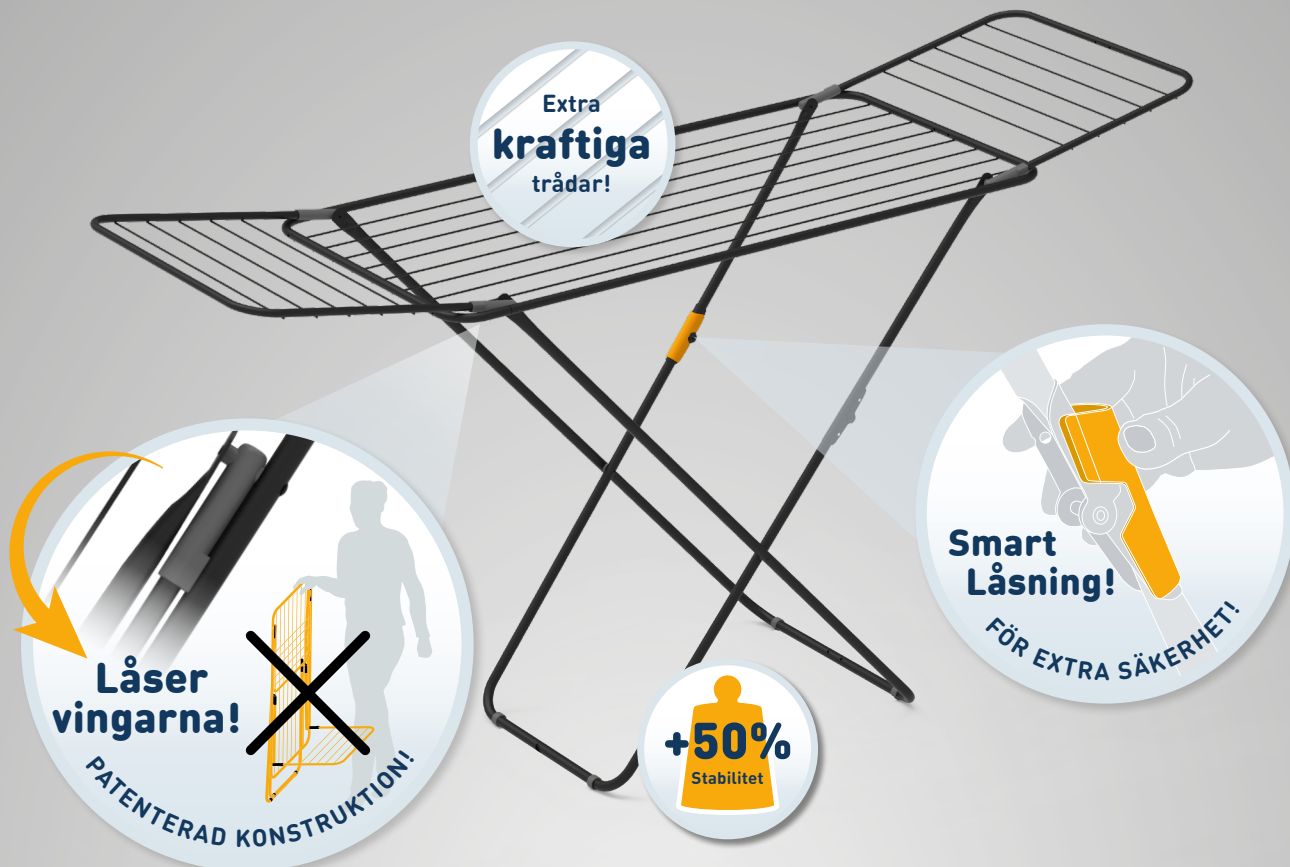 Extra
kraftiga
trådar!
Smart
Låsning!
FÖR EXTRA SÄKERHET!
Låser
vingarna!
PATENTERAD KONSTRUKTION!
+50%
Stabilitet